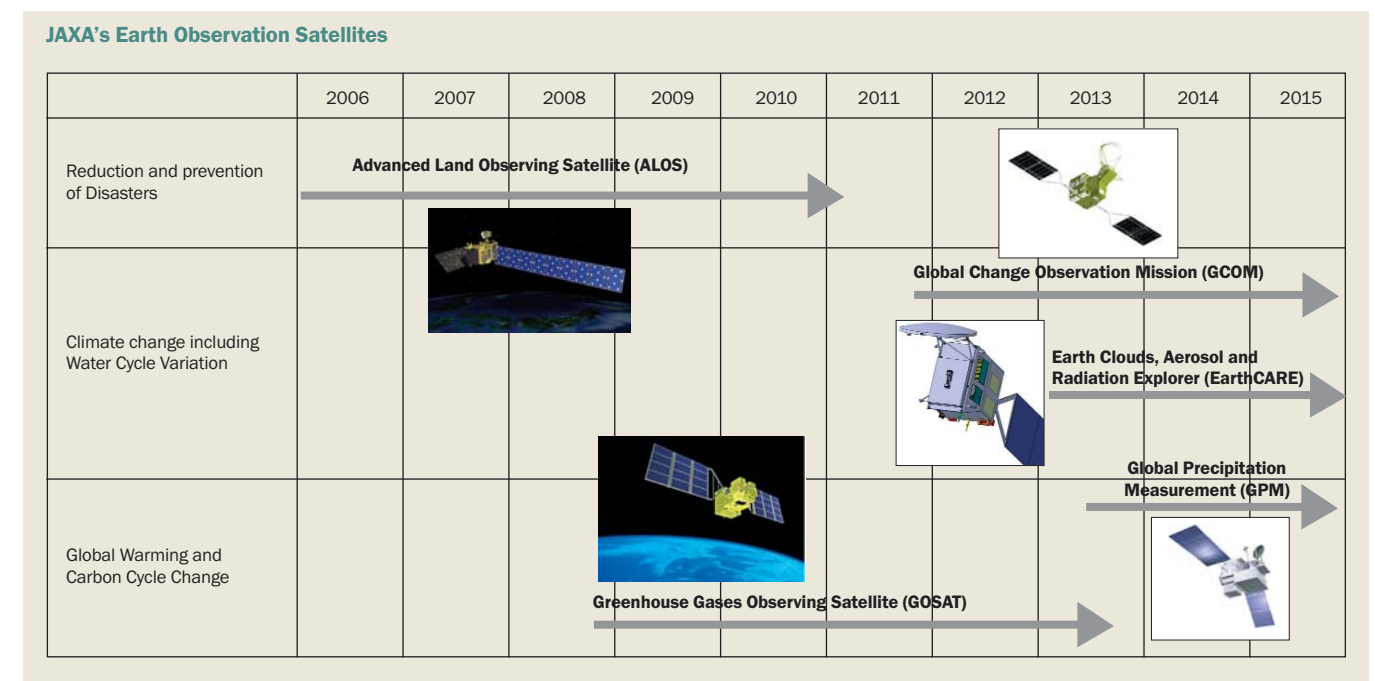 JAXA's Earth Observation Satellites
2006 2007 2008 2009 2010 2011 2012 2013 2014 2015
Reduction and prevention
of Disasters
Advanced Land Observing Satellite (ALOS)
Climate change including
Water Cycle Variation
Global Change Observation Mission (GCOM)
Earth Clouds, Aerosol and
Radiation Explorer (EarthCARE)
Global Precipitation
Measurement (GPM)
Global Warming and
Carbon Cycle Change
Greenhouse Gases Observing Satellite (GOSAT)